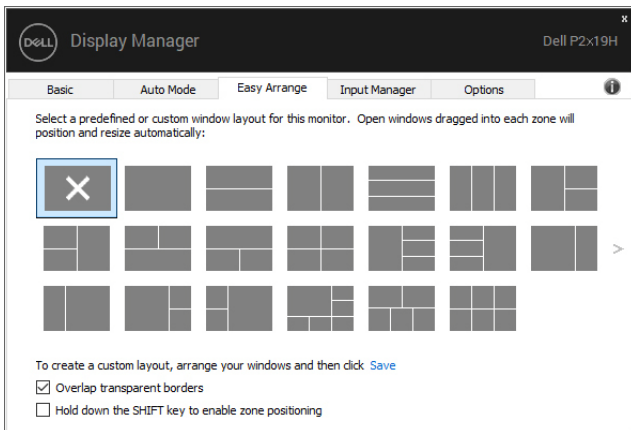 x
DELL Display Manager Dell P2x19H
Basic Auto Mode Easy Arrange Input Manager Options i
Select a predefined or custom window layout for this monitor. Open windows dragged into each zone will
position and resize automatically:
To create a custom layout, arrange your windows and then click Save
Overlap transparent borders
Hold down the SHIFT key to enable zone positioning